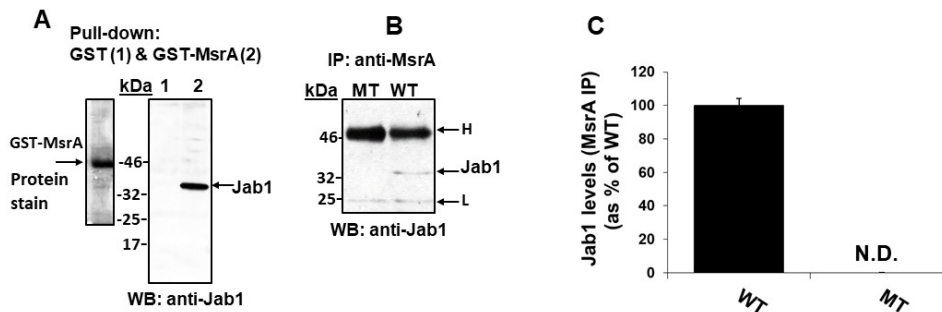 A
Pull-down:
GST (1) & GST-MsrA (2)
kDa 1 2
GST-MsrA
Protein
stain
-46-
-32-
-25-
17-
Jab1
WB: anti-Jab1
B
IP: anti-MsrA
kDa MT WT
46-
32-
25-
H
Jab1
L
WB: anti-Jab1
C
Jab1 levels (MsrA IP)
(as % of WT)
120
100
80
60
40
20
0
N.D.
WT
MT